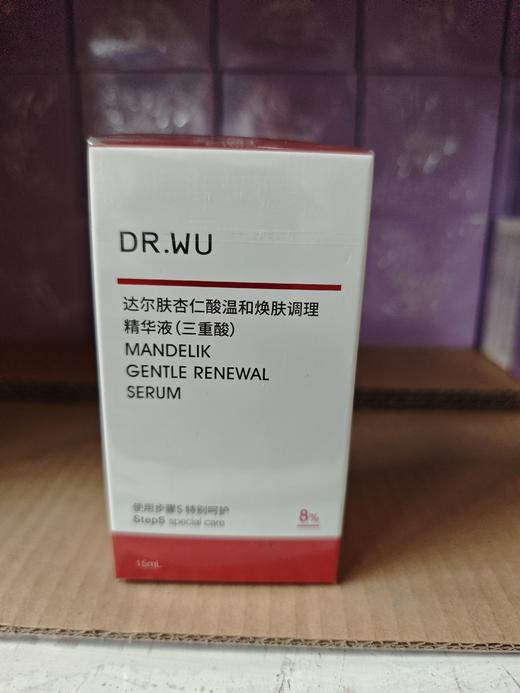 DR.WU
达尔肤杏仁酸温和焕肤调理
精华液(三重酸)
MANDELIK
GENTLE RENEWAL
SERUM
使用步骤5 特别呵护
Step5 special care
8%
15mL